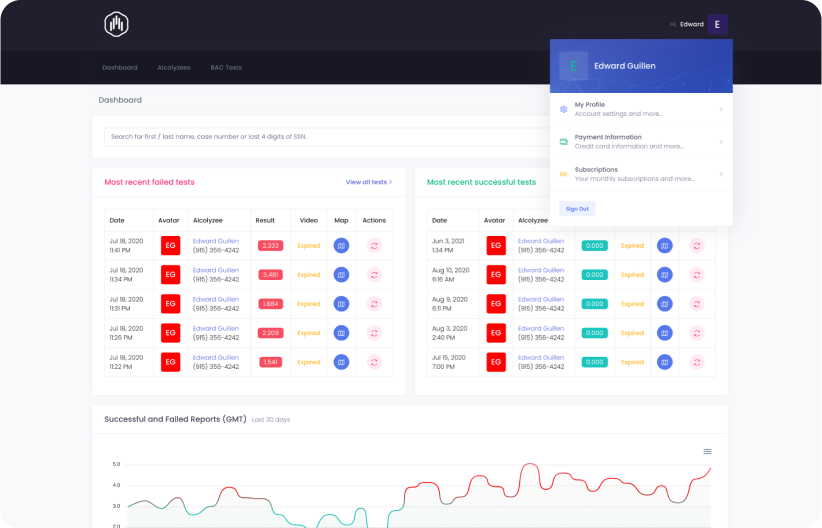 Hi, Edward E
E Edward Guillen
Dashboard Alcolyzees BAC Tests
My Profile
Account settings and more...
Payment Information
Credit card information and more...
Subscriptions
Your monthly subscriptions and more...
Sign Out
Dashboard
Search for first / last name, case number or last 4 digits of SSN.
Most recent failed tests View all tests >
Date Avatar Alcolyzee Result Video Map Actions
Jul 18, 2020
11:41 PM
EG
Edward Guillen
(915) 356-4242
2.333 Expired
Jul 18, 2020
11:34 PM
EG
Edward Guillen
(915) 356-4242
3.481 Expired
Jul 18, 2020
11:31 PM
EG
Edward Guillen
(915) 356-4242
1.884 Expired
Jul 18, 2020
11:26 PM
EG
Edward Guillen
(915) 356-4242
2.209 Expired
Jul 18, 2020
11:22 PM
EG
Edward Guillen
(915) 356-4242
1.541 Expired
Most recent successful tests
Date Avatar Alcolyzee
Jun 3, 2021
1:34 PM
EG
Edward Guillen
(915) 356-4242
0.000 Expired
Aug 10, 2020
6:16 AM
EG
Edward Guillen
(915) 356-4242
0.000 Expired
Aug 9, 2020
6:11 PM
EG
Edward Guillen
(915) 356-4242
0.000 Expired
Aug 3, 2020
2:40 PM
EG
Edward Guillen
(915) 356-4242
0.000 Expired
Jul 15, 2020
7:00 PM
EG
Edward Guillen
(915) 356-4242
0.000 Expired
Successful and Failed Reports (GMT) Last 30 days
5.0
4.0
3.0
2.0